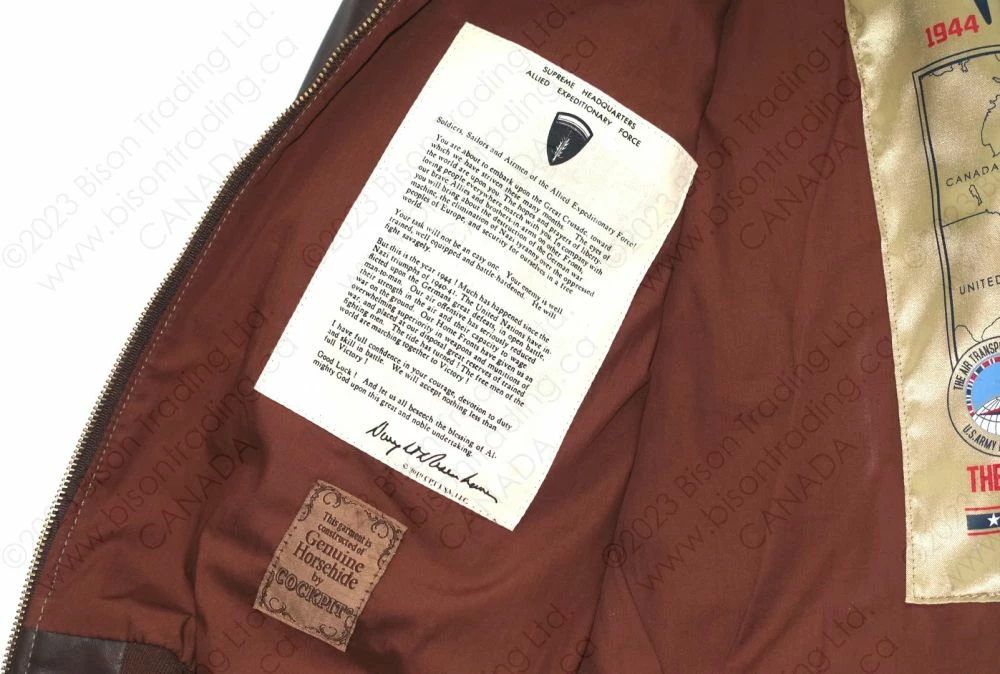 SUPREME HEADQUARTERS
ALLIED EXPEDITIONARY FORCE
Soldiers, Sailors and Airmen of the Allied Expeditionary Force!
You are about to embark upon the Great Crusade, toward
which we have striven these many months. The eyes of
the world are upon you. The hopes and prayers of liberty-
loving people everywhere march with you. In company with
our brave Allies and brothers-in-arms on other Fronts,
you will bring about the destruction of the German war
machine, the elimination of Nazi tyranny over the oppressed
peoples of Europe, and security for ourselves in a free
world.
Your task will not be an easy one. Your enemy is well
trained, well equipped and battle-hardened. He will
fight savagely.
But this is the year 1944 ! Much has happened since the
Nazi triumphs of 1940-41. The United Nations have in-
flicted upon the Germans great defeats, in open battle,
man-to-man. Our air offensive has seriously reduced
their strength in the air and their capacity to wage
war on the ground. Our Home Fronts have given us an
overwhelming superiority in weapons and munitions of
war, and placed at our disposal great reserves of trained
fighting men. The tide has turned ! The free men of the
world are marching together to Victory !
I have full confidence in your courage, devotion to duty
and skill in battle. We will accept nothing less than
full Victory !
Good Luck ! And let us all beseech the blessing of Al-
mighty God upon this great and noble undertaking.
This garment is
constructed of
Genuine
Horsehide
by
COCKPIT®
1944
CANADA
UNITED
THE AIR TRANSPO
U.S. ARMY
THE
©2023 Bison Trading Ltd.
www.bisontrading.ca
CANADA